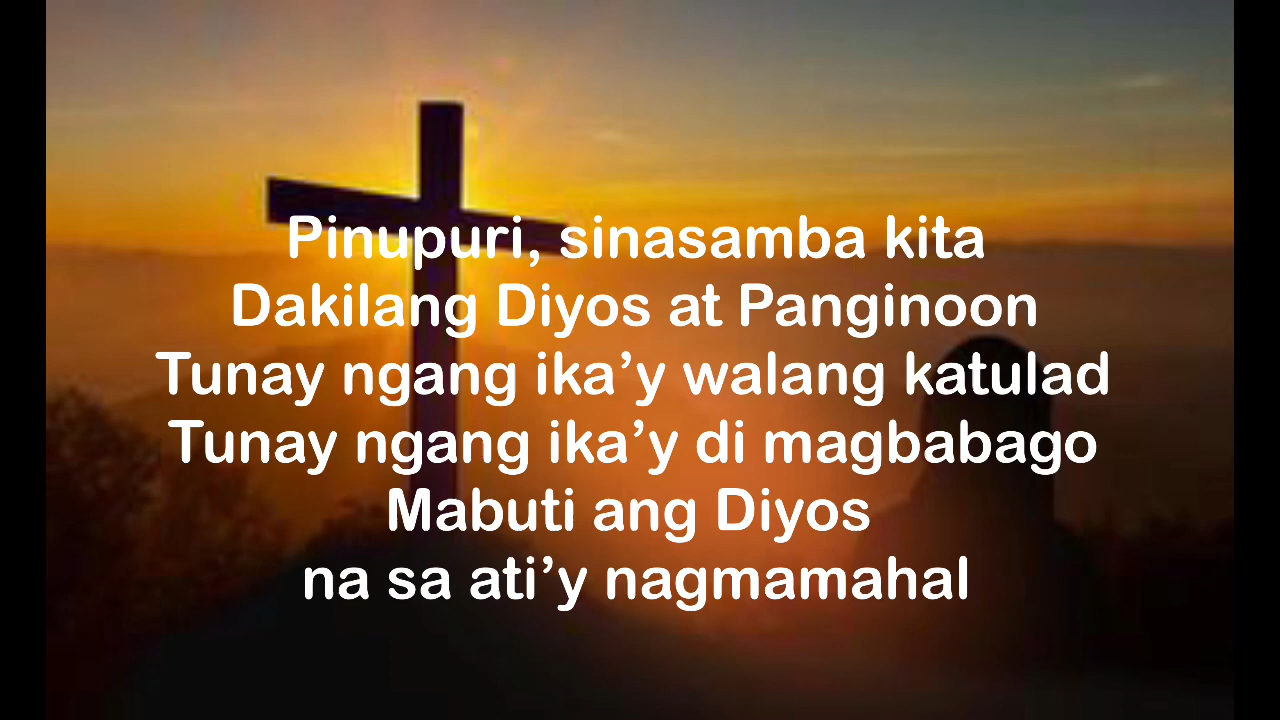 Pinupuri, sinasamba kita
Dakilang Diyos at Panginoon
Tunay ngang ika’y walang katulad
Tunay ngang ika’y di magbabago
Mabuti ang Diyos
na sa ati’y nagmamahal